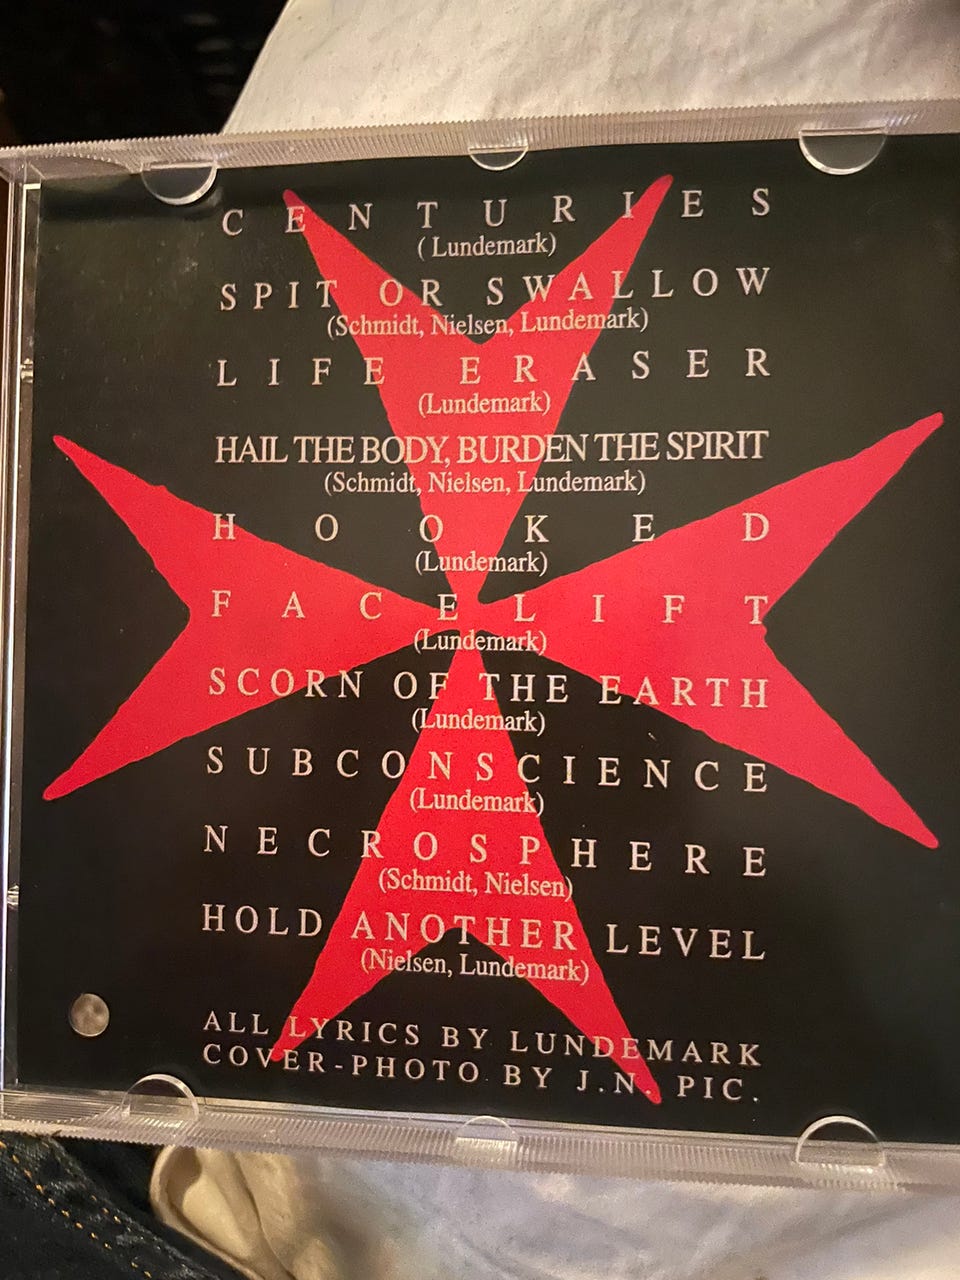 CENTURIES
( Lundemark)
SPIT OR SWALLOW
(Schmidt, Nielsen, Lundemark)
LIFE ERASER
(Lundemark)
HAIL THE BODY, BURDEN THE SPIRIT
(Schmidt, Nielsen, Lundemark)
HOOKED
(Lundemark)
FACELIFT
(Lundemark)
SCORN OF THE EARTH
(Lundemark)
SUBCONSCIENCE
(Lundemark)
NECROSPHERE
(Schmidt, Nielsen)
HOLD ANOTHER LEVEL
(Nielsen, Lundemark)
ALL LYRICS BY LUNDEMARK
COVER-PHOTO BY J.N. PIC.